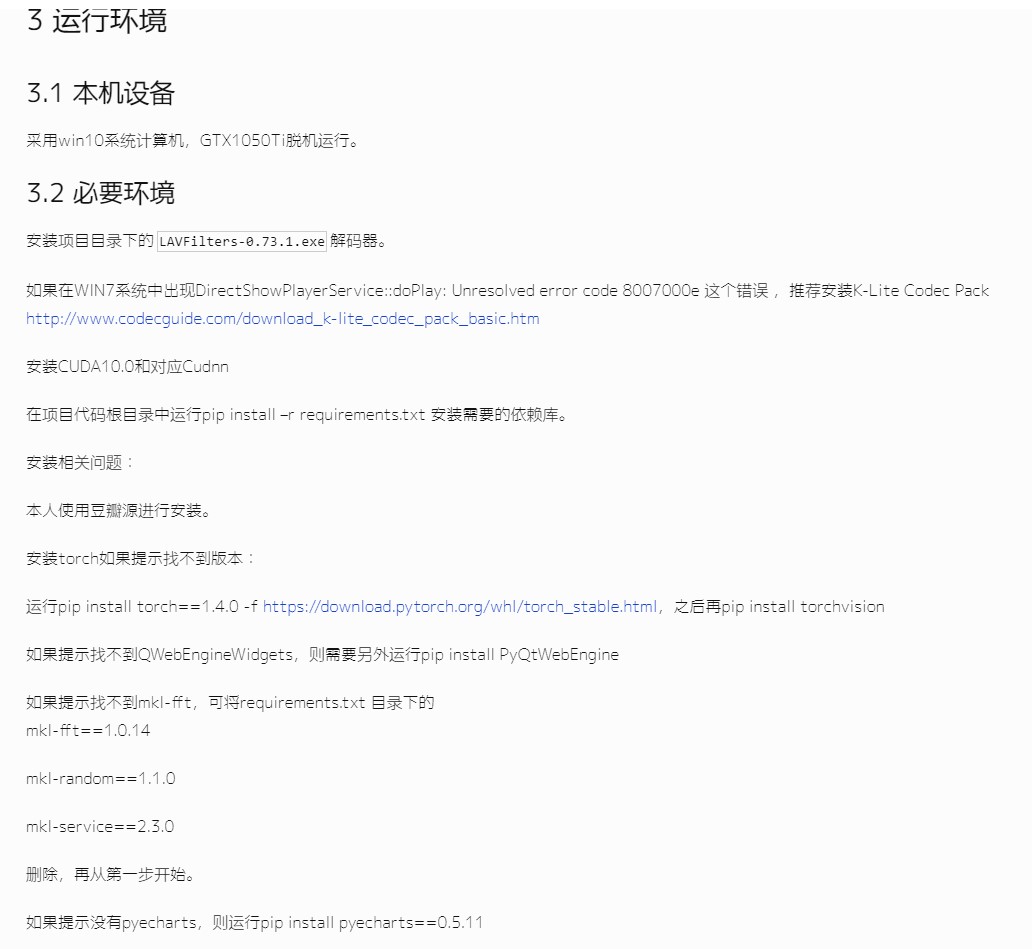 3 运行环境
3.1 本机设备
采用win10系统计算机，GTX1050Ti脱机运行。
3.2 必要环境
安装项目目录下的 LAVFilters-0.73.1.exe 解码器。
如果在WIN7系统中出现DirectShowPlayerService::doPlay: Unresolved error code 8007000e 这个错误 ，推荐安装K-Lite Codec Pack
http://www.codecguide.com/download_k-lite_codec_pack_basic.htm
安装CUDA10.0和对应Cudnn
在项目代码根目录中运行pip install –r requirements.txt 安装需要的依赖库。
安装相关问题：
本人使用豆瓣源进行安装。
安装torch如果提示找不到版本：
运行pip install torch==1.4.0 -f https://download.pytorch.org/whl/torch_stable.html，之后再pip install torchvision
如果提示找不到QWebEngineWidgets，则需要另外运行pip install PyQtWebEngine
如果提示找不到mkl-fft，可将requirements.txt 目录下的
mkl-fft==1.0.14
mkl-random==1.1.0
mkl-service==2.3.0
删除，再从第一步开始。
如果提示没有pyecharts，则运行pip install pyecharts==0.5.11